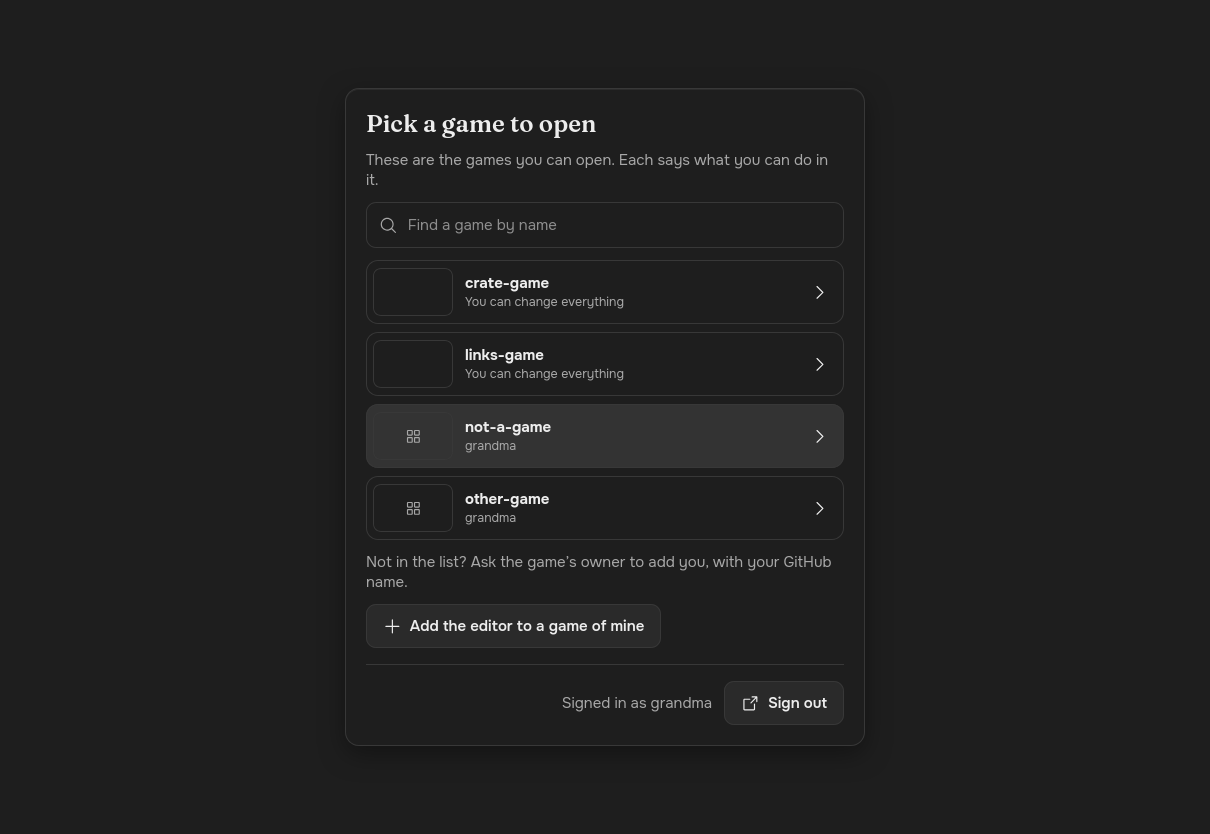 Pick a game to open
These are the games you can open. Each says what you can do in
it.
Find a game by name
crate-game
You can change everything
links-game
You can change everything
not-a-game
grandma
other-game
grandma
Not in the list? Ask the game’s owner to add you, with your GitHub
name.
Add the editor to a game of mine
Signed in as grandma
Sign out